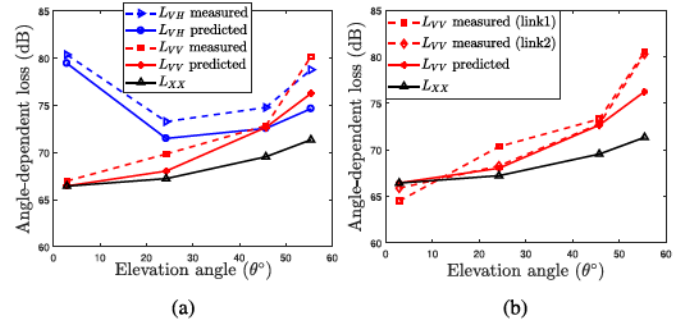 L_VH measured
L_VH predicted
L_VV measured
L_VV predicted
L_XX
Angle-dependent loss (dB)
85
80
75
70
65
60
0 10 20 30 40 50 60
Elevation angle (θ°)
(a)
L_VV measured (link1)
L_VV measured (link2)
L_VV predicted
L_XX
Angle-dependent loss (dB)
85
80
75
70
65
60
0 10 20 30 40 50 60
Elevation angle (θ°)
(b)